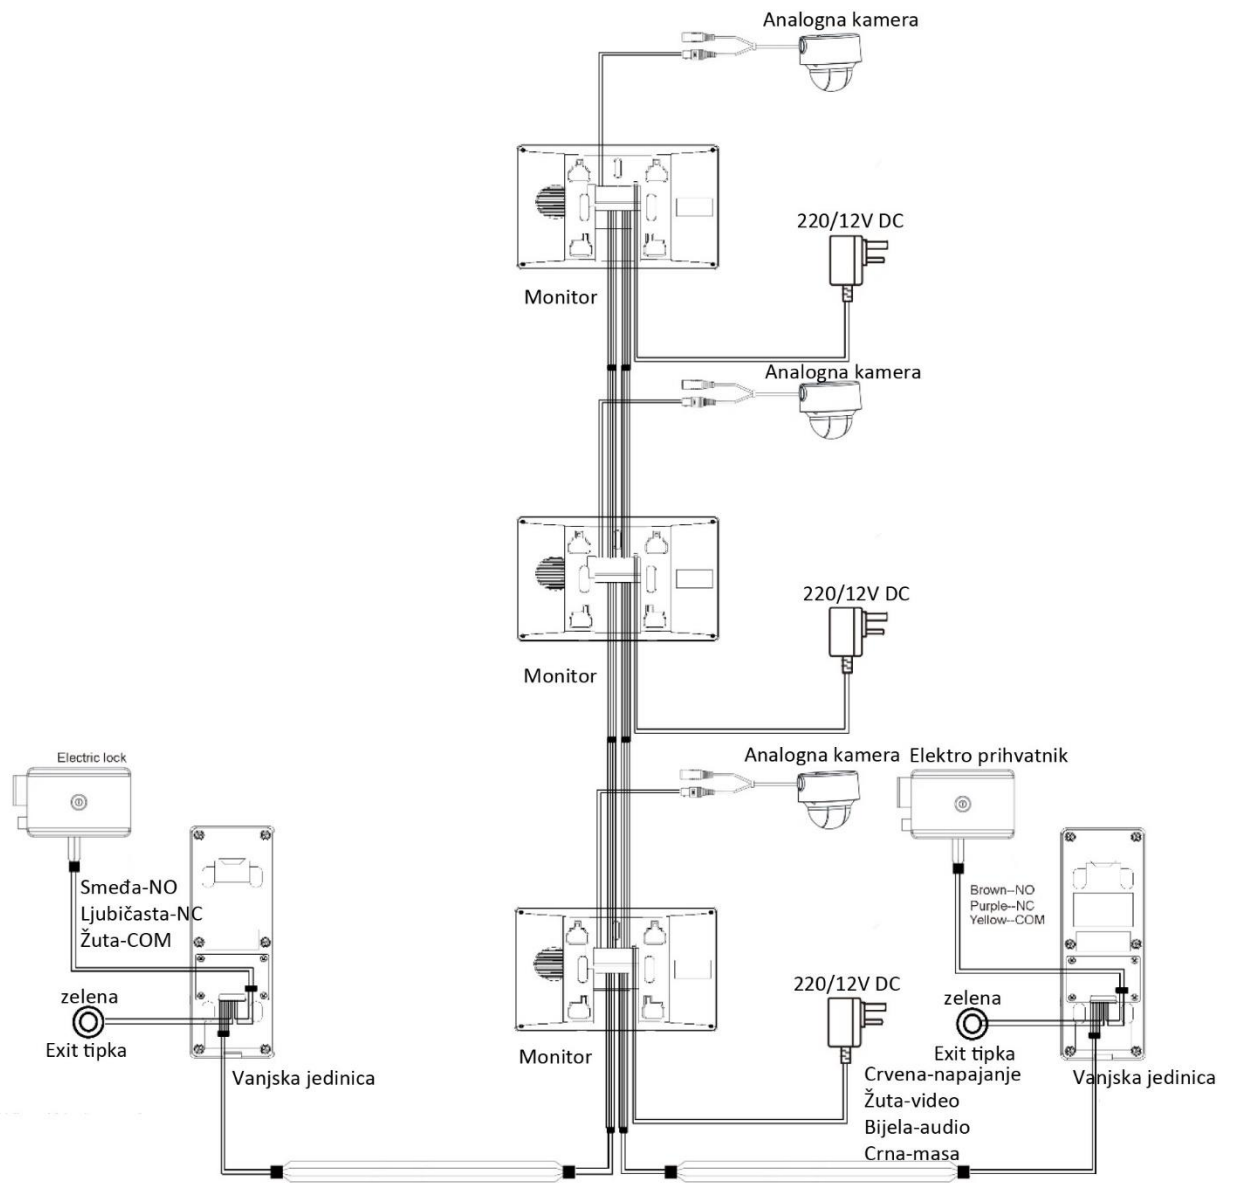 Analogna kamera
220/12V DC
Monitor
Analogna kamera
220/12V DC
Monitor
Electric lock
Analogna kamera
Elektro prihvatnik
Smeđa-NO
Ljubičasta-NC
Žuta-COM
Brown--NO
Purple--NC
Yellow--COM
zelena
Exit tipka
220/12V DC
zelena
Exit tipka
Monitor
Vanjska jedinica
Crvena-napajanje
Žuta-video
Bijela-audio
Crna-masa
Vanjska jedinica